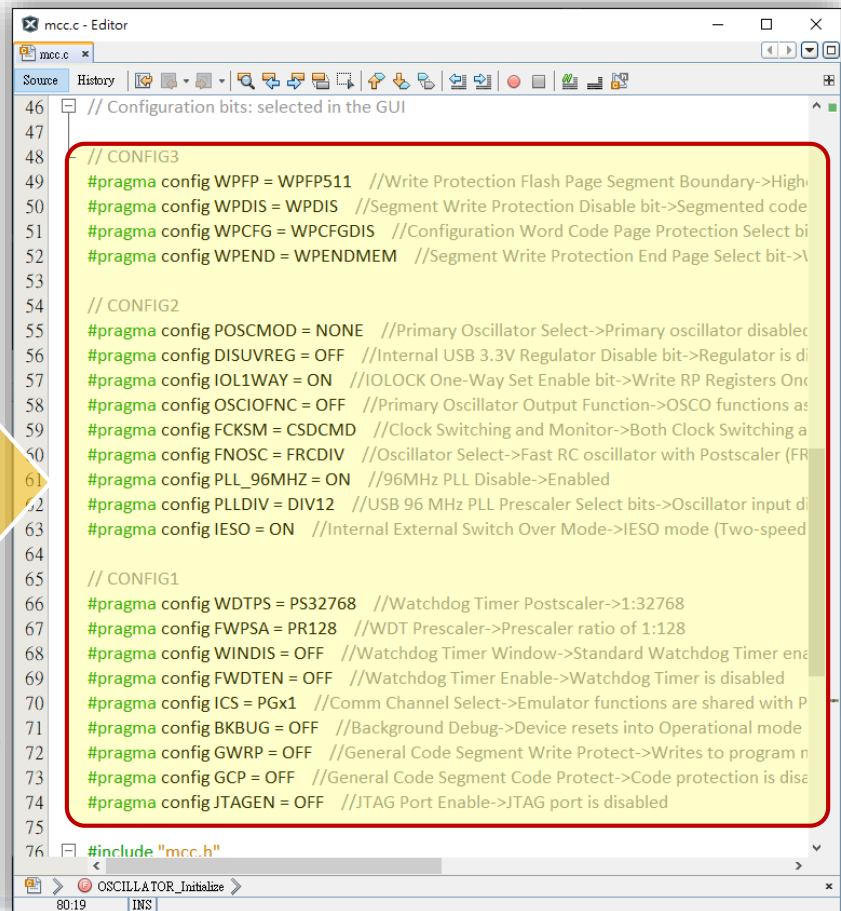 mcc.c - Editor
mcc.c
Source History
46 // Configuration bits: selected in the GUI
47
48 // CONFIG3
49 #pragma config WPFP = WPFP511 //Write Protection Flash Page Segment Boundary->High
50 #pragma config WPDIS = WPDIS //Segment Write Protection Disable bit->Segmented code
51 #pragma config WPCFG = WPCFGDIS //Configuration Word Code Page Protection Select bi
52 #pragma config WPEND = WPENDMEM //Segment Write Protection End Page Select bit->
53
54 // CONFIG2
55 #pragma config POSCMOD = NONE //Primary Oscillator Select->Primary oscillator disabled
56 #pragma config DISUVREG = OFF //Internal USB 3.3V Regulator Disable bit->Regulator is di
57 #pragma config IOL1WAY = ON //IOLOCK One-Way Set Enable bit->Write RP Registers Onc
58 #pragma config OSCIOFNC = OFF //Primary Oscillator Output Function->OSCO functions as
59 #pragma config FCKSM = CSDCMD //Clock Switching and Monitor->Both Clock Switching a
60 #pragma config FNOSC = FRCDIV //Oscillator Select->Fast RC oscillator with Postscaler (FR
61 #pragma config PLL_96MHZ = ON //96MHz PLL Disable->Enabled
62 #pragma config PLLDIV = DIV12 //USB 96 MHz PLL Prescaler Select bits->Oscillator input di
63 #pragma config IESO = ON //Internal External Switch Over Mode->IESO mode (Two-speed
64
65 // CONFIG1
66 #pragma config WDTPS = PS32768 //Watchdog Timer Postscaler->1:32768
67 #pragma config FWPSA = PR128 //WDT Prescaler->Prescaler ratio of 1:128
68 #pragma config WINDIS = OFF //Watchdog Timer Window->Standard Watchdog Timer ena
69 #pragma config FWDTEN = OFF //Watchdog Timer Enable->Watchdog Timer is disabled
70 #pragma config ICS = PGx1 //Comm Channel Select->Emulator functions are shared with P
71 #pragma config BKBUG = OFF //Background Debug->Device resets into Operational mode
72 #pragma config GWRP = OFF //General Code Segment Write Protect->Writes to program
73 #pragma config GCP = OFF //General Code Segment Code Protect->Code protection is disa
74 #pragma config JTAGEN = OFF //JTAG Port Enable->JTAG port is disabled
75
76 #include "mcc.h"
OSCILLATOR_Initialize
80:19 INS